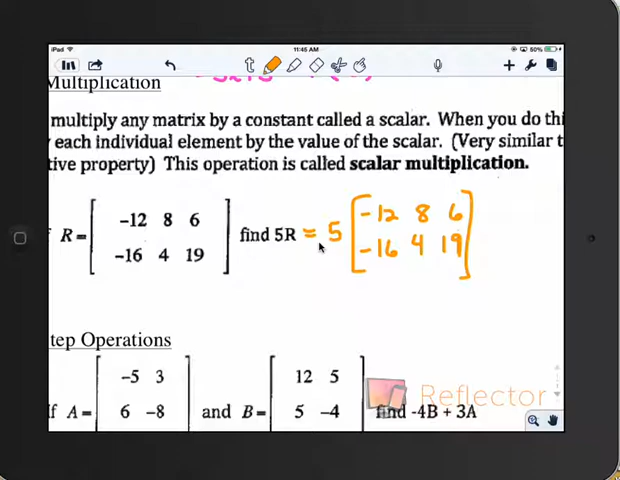 iPad 11:45 AM 50%
Multiplication
multiply any matrix by a constant called a scalar. When you do thi
each individual element by the value of the scalar. (Very similar t
tive property) This operation is called scalar multiplication.
-12 8 6
f R= find 5R = 5
-16 4 19
-12 8 6
-16 4 19
tep Operations
-5 3 12 5
If A= and B= find -4B + 3A
6 -8 5 -4
Reflector